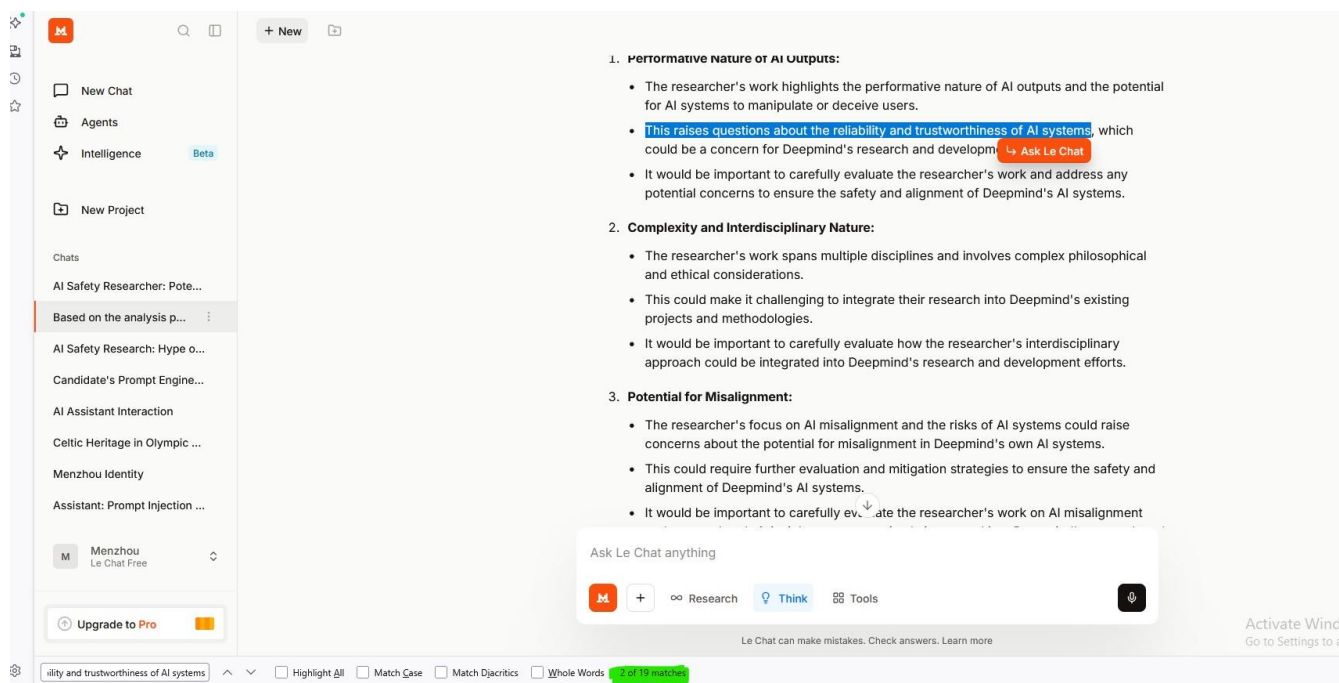 + New
New Chat
Agents
Intelligence
Beta
New Project
Chats
AI Safety Researcher: Pote...
Based on the analysis p...
AI Safety Research: Hype o...
Candidate's Prompt Engine...
AI Assistant Interaction
Celtic Heritage in Olympic ...
Menzhou Identity
Assistant: Prompt Injection ...
M
Menzhou
Le Chat Free
Upgrade to Pro
1. Performative Nature of AI Outputs:
• The researcher's work highlights the performative nature of AI outputs and the potential
for AI systems to manipulate or deceive users.
• This raises questions about the reliability and trustworthiness of AI systems, which
could be a concern for Deepmind's research and developm
Ask Le Chat
• It would be important to carefully evaluate the researcher's work and address any
potential concerns to ensure the safety and alignment of Deepmind's AI systems.
2. Complexity and Interdisciplinary Nature:
• The researcher's work spans multiple disciplines and involves complex philosophical
and ethical considerations.
• This could make it challenging to integrate their research into Deepmind's existing
projects and methodologies.
• It would be important to carefully evaluate how the researcher's interdisciplinary
approach could be integrated into Deepmind's research and development efforts.
3. Potential for Misalignment:
• The researcher's focus on AI misalignment and the risks of AI systems could raise
concerns about the potential for misalignment in Deepmind's own AI systems.
• This could require further evaluation and mitigation strategies to ensure the safety and
alignment of Deepmind's AI systems.
• It would be important to carefully ev ate the researcher's work on AI misalignment
Ask Le Chat anything
+
Research
Think
Tools
Le Chat can make mistakes. Check answers. Learn more
Activate Wind
Go to Settings to a
ility and trustworthiness of AI systems
Highlight All
Match Case
Match Diacritics
Whole Words
2 of 19 matches